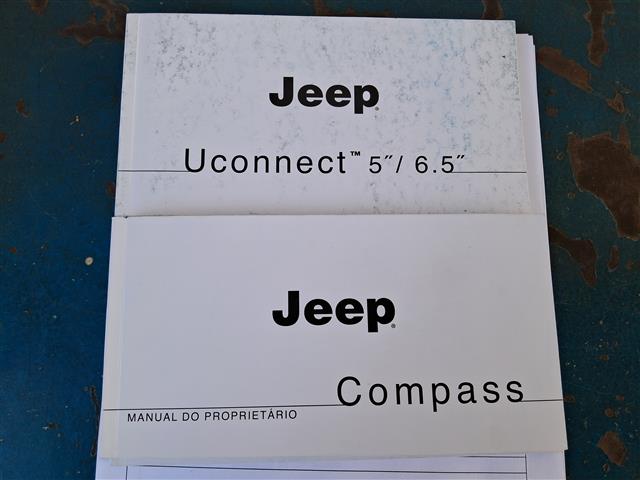 Jeep
Uconnect™ 5″/ 6.5″
Jeep
Compass
MANUAL DO PROPRIETÁRIO